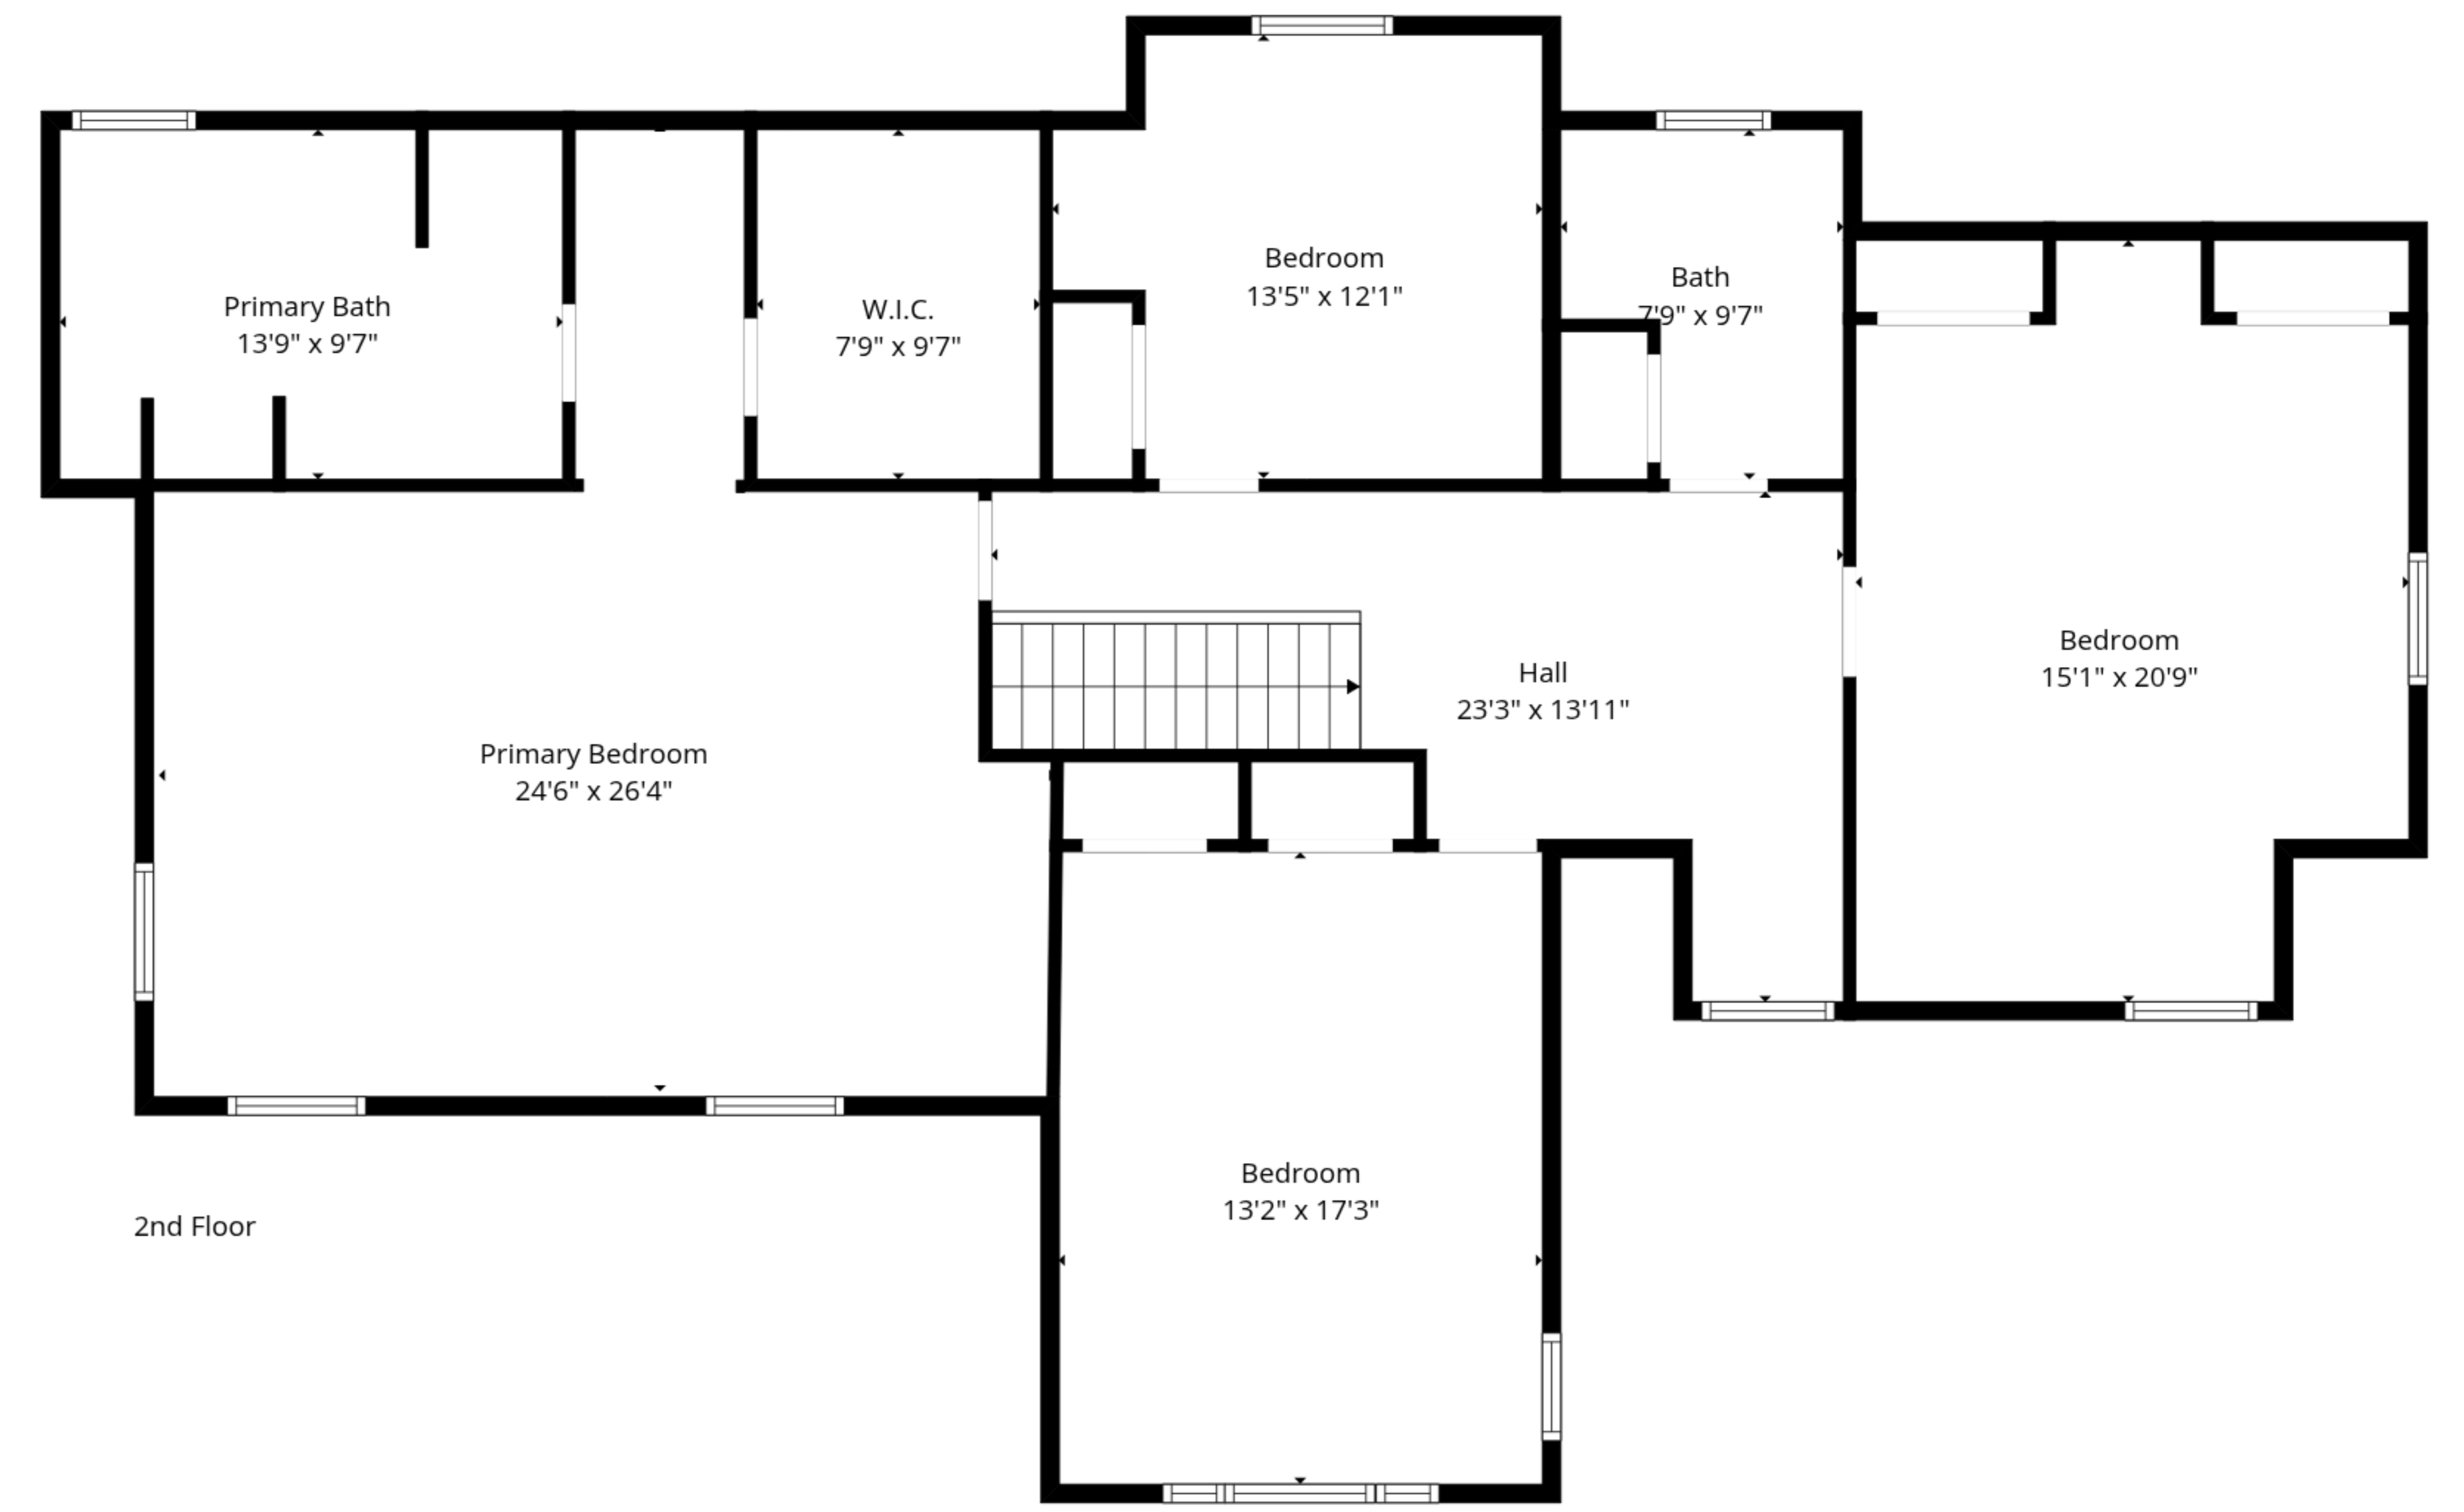 Bedroom
13'5" x 12'1"
Bath
7'9" x 9'7"
Primary Bath
13'9" x 9'7"
W.I.C.
7'9" x 9'7"
Bedroom
15'1" x 20'9"
Hall
23'3" x 13'11"
Primary Bedroom
24'6" x 26'4"
Bedroom
13'2" x 17'3"
2nd Floor